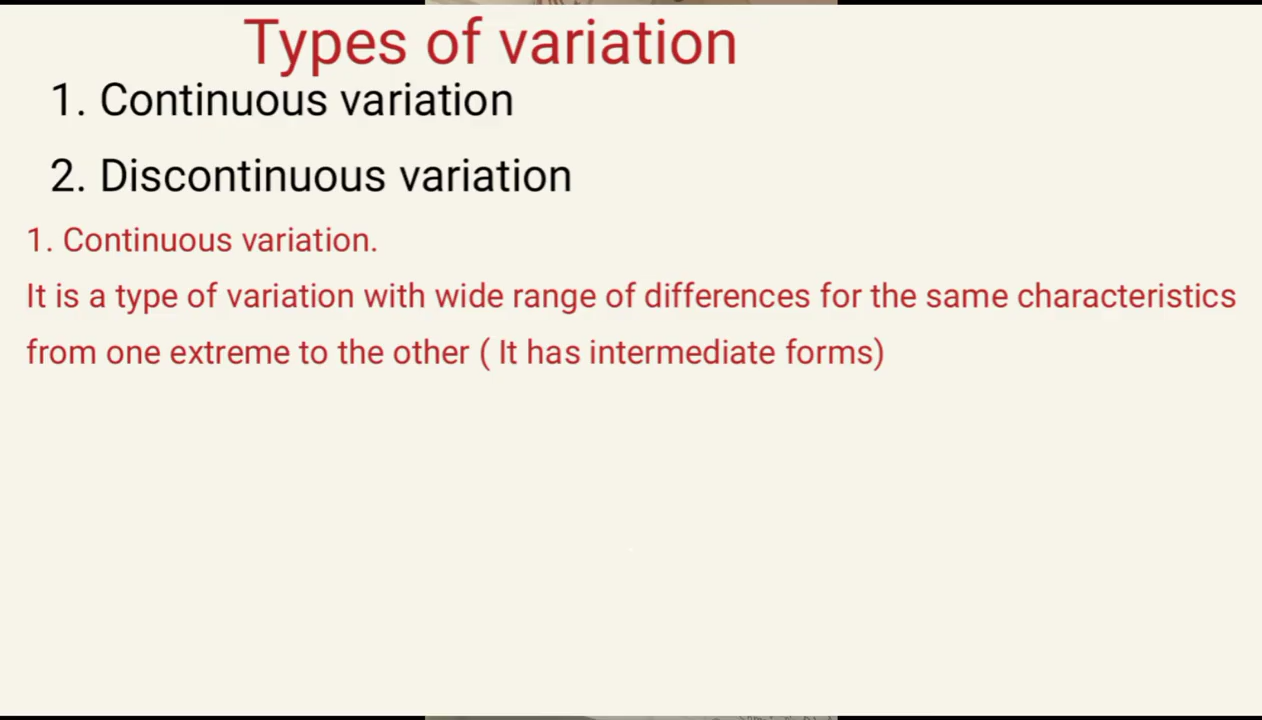 Types of variation
1. Continuous variation
2. Discontinuous variation
1. Continuous variation.
It is a type of variation with wide range of differences for the same characteristics
from one extreme to the other ( It has intermediate forms)